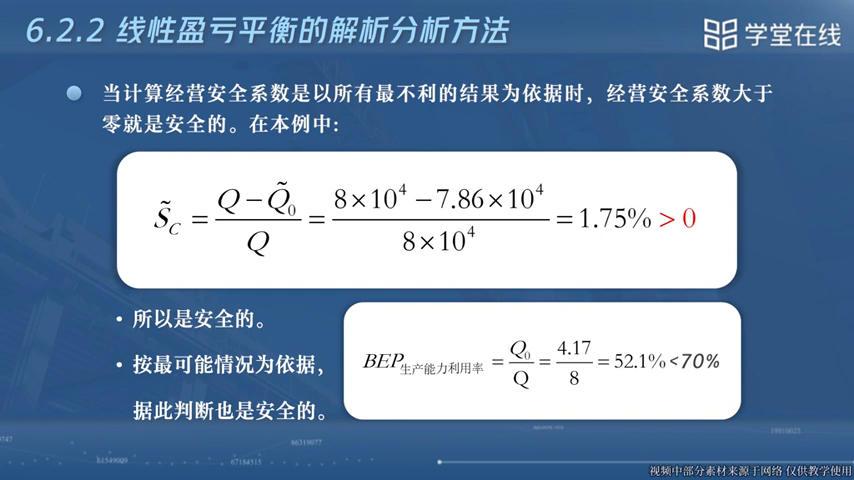 6.2.2 线性盈亏平衡的解析分析方法
学堂在线
当计算经营安全系数是以所有最不利的结果为依据时，经营安全系数大于
零就是安全的。在本例中：
S̃_C = (Q − Q̃₀) / Q = (8×10⁴ − 7.86×10⁴) / (8×10⁴) = 1.75% > 0
• 所以是安全的。
• 按最可能情况为依据，
据此判断也是安全的。
BEP生产能力利用率 = Q₀ / Q = 4.17 / 8 = 52.1% <70%
86319077
61549009
67184515
视频中部分素材来源于网络 仅供教学使用